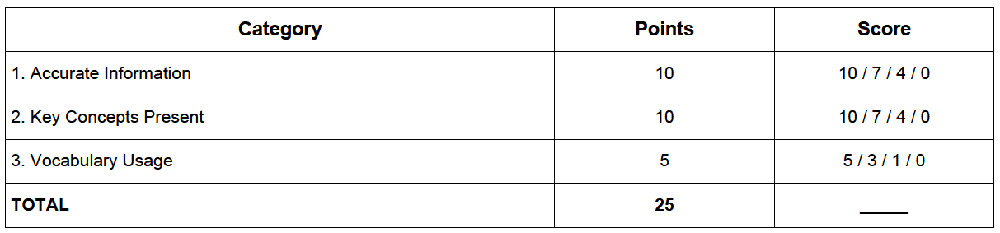 Category Points Score
1. Accurate Information 10 10 / 7 / 4 / 0
2. Key Concepts Present 10 10 / 7 / 4 / 0
3. Vocabulary Usage 5 5 / 3 / 1 / 0
TOTAL 25 _____